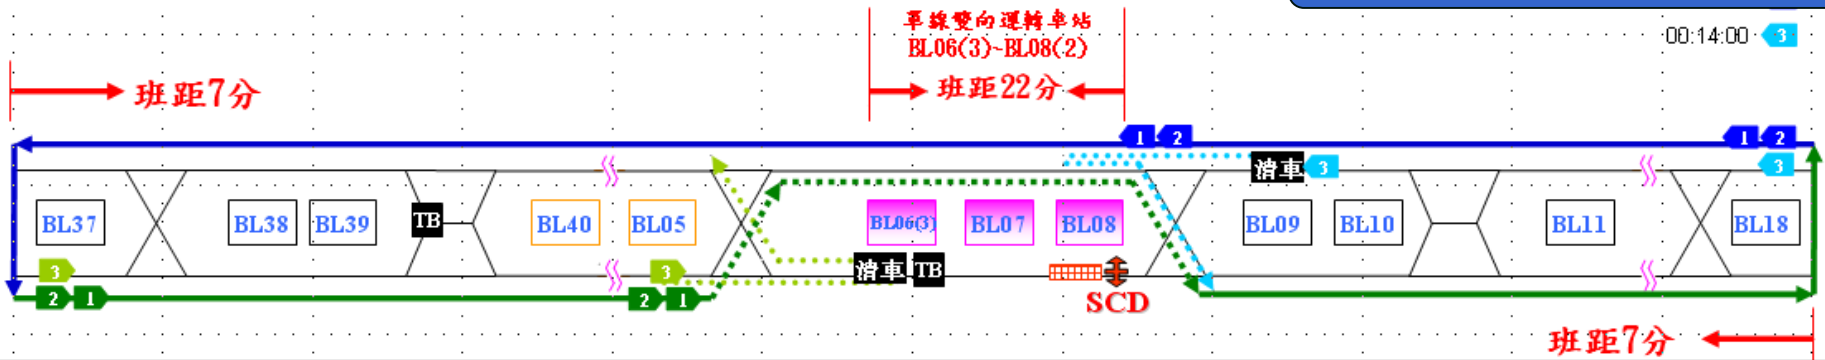 單線雙向運轉車站
BL06(3)~BL08(2)
00:14:00 3
班距7分
班距22分
1 2
1 2
清車 3
3
BL37
BL38
BL39
TB
BL40
BL05
BL06(3)
BL07
BL08
BL09
BL10
BL11
BL18
3
3
清車
TB
2 1
2 1
SCD
班距7分